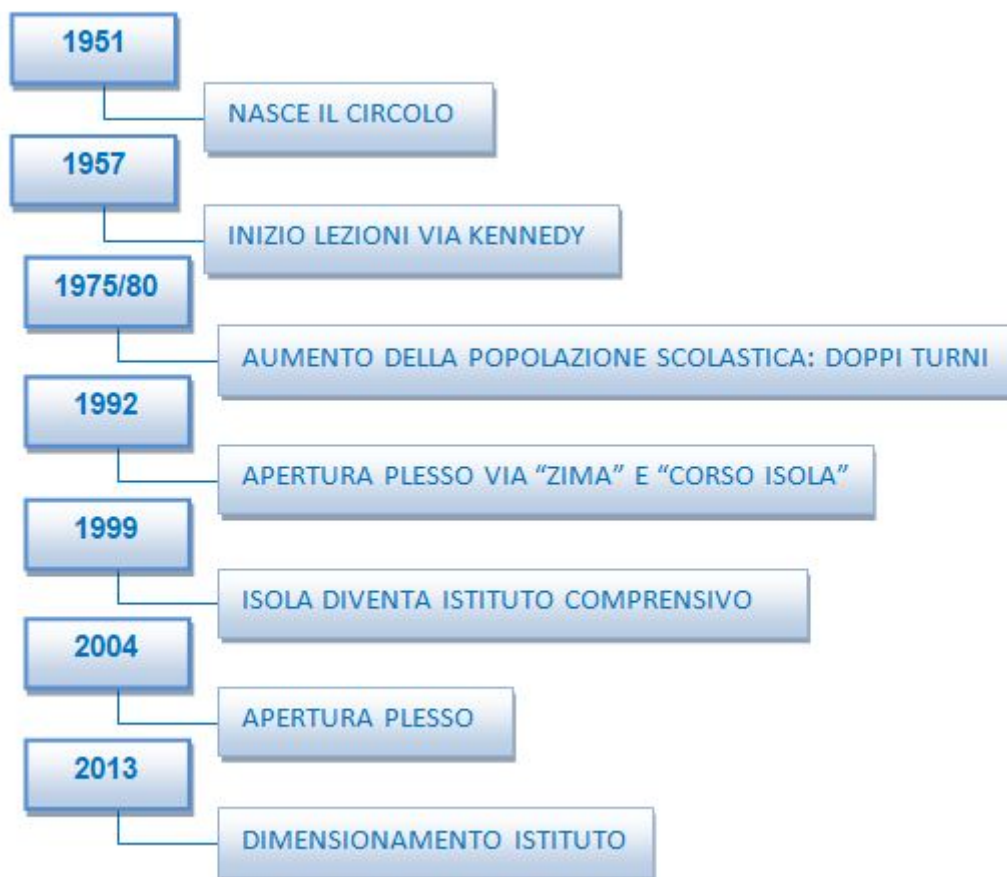 1951
NASCE IL CIRCOLO
1957
INIZIO LEZIONI VIA KENNEDY
1975/80
AUMENTO DELLA POPOLAZIONE SCOLASTICA: DOPPI TURNI
1992
APERTURA PLESSO VIA “ZIMA” E “CORSO ISOLA”
1999
ISOLA DIVENTA ISTITUTO COMPRENSIVO
2004
APERTURA PLESSO
2013
DIMENSIONAMENTO ISTITUTO